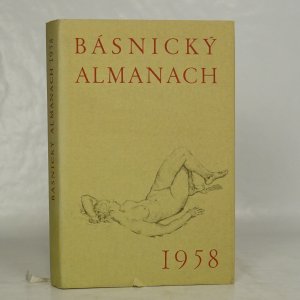 BÁSNICKÝ ALMANACH 1958
BÁSNICKÝ
ALMANACH
1958